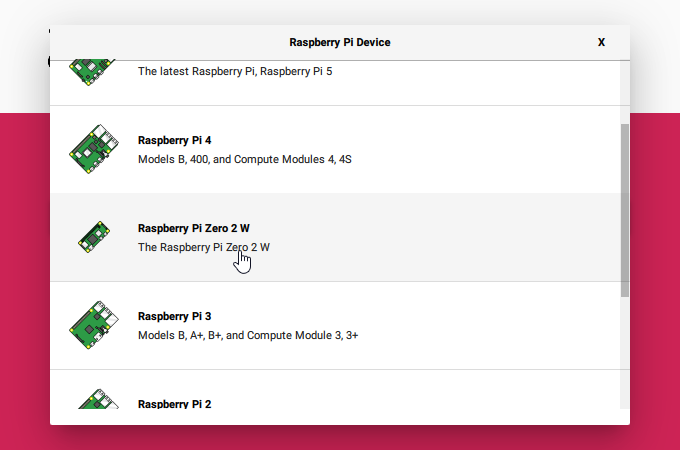 Raspberry Pi Device
X
The latest Raspberry Pi, Raspberry Pi 5
Raspberry Pi 4
Models B, 400, and Compute Modules 4, 4S
Raspberry Pi Zero 2 W
The Raspberry Pi Zero 2 W
Raspberry Pi 3
Models B, A+, B+, and Compute Module 3, 3+
Raspberry Pi 2